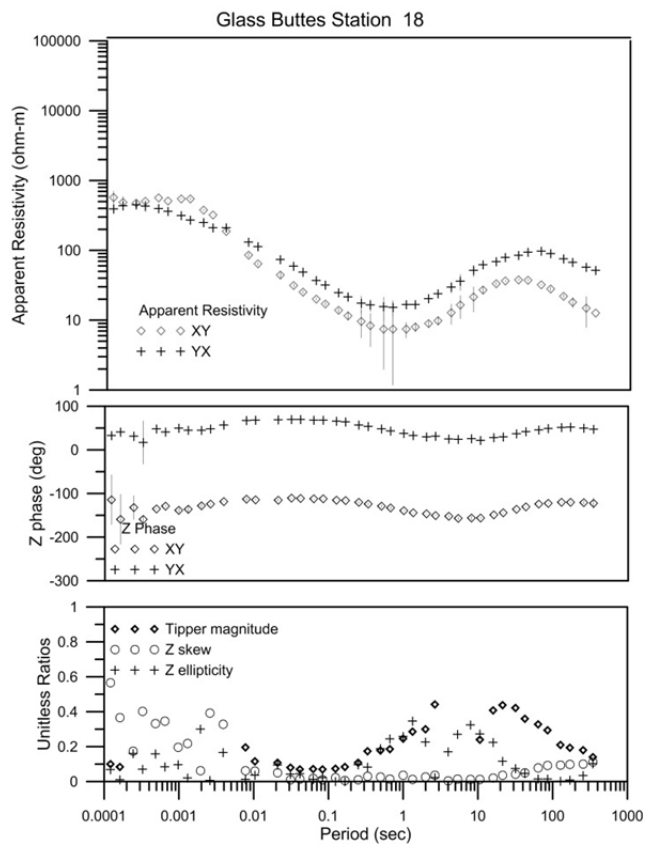 Glass Buttes Station 18
100000
10000
1000
100
10
1
Apparent Resistivity (ohm-m)
Apparent Resistivity
XY
YX
100
0
-100
-200
-300
Z phase (deg)
Z Phase
XY
YX
1
0.8
0.6
0.4
0.2
0
Unitless Ratios
Tipper magnitude
Z skew
Z ellipticity
0.0001 0.001 0.01 0.1 1 10 100 1000
Period (sec)